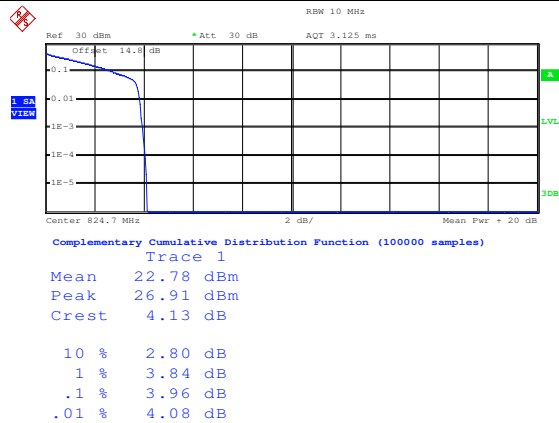 R S
RBW 10 MHz
Ref 30 dBm * Att 30 dB AQT 3.125 ms
Offset 14.8 dB
0.1
A
0.01
1 SA
VIEW
LVL
1E-3
1E-4
1E-5
3DB
Center 824.7 MHz 2 dB/ Mean Pwr + 20 dB
Complementary Cumulative Distribution Function (100000 samples)
Trace 1
Mean 22.78 dBm
Peak 26.91 dBm
Crest 4.13 dB
10 % 2.80 dB
1 % 3.84 dB
.1 % 3.96 dB
.01 % 4.08 dB